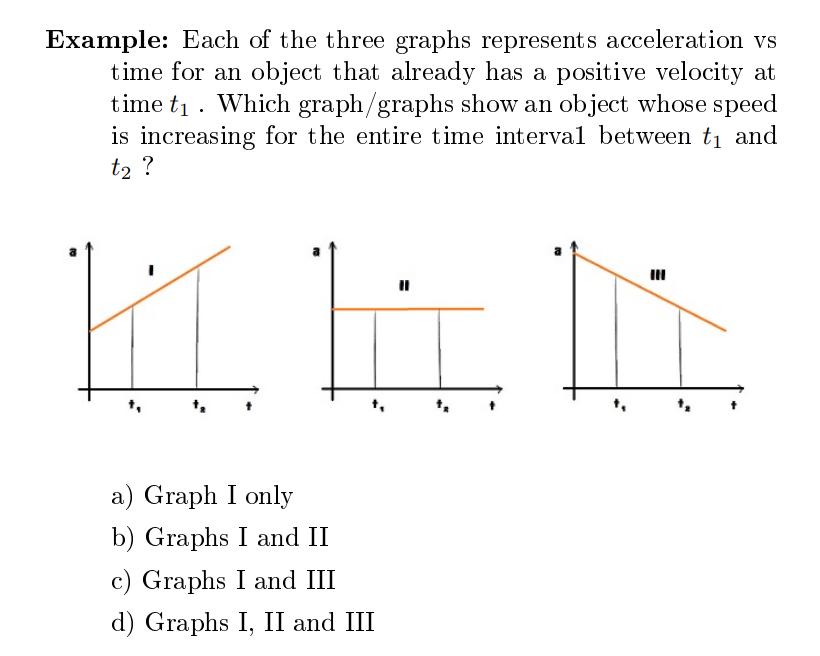 Example: Each of the three graphs represents acceleration vs
time for an object that already has a positive velocity at
time t₁ . Which graph/graphs show an object whose speed
is increasing for the entire time interval between t₁ and
t₂ ?
a I
a II
a III
t₁ t₂ t
t₁ t₂ t
t₁ t₂ t
a) Graph I only
b) Graphs I and II
c) Graphs I and III
d) Graphs I, II and III